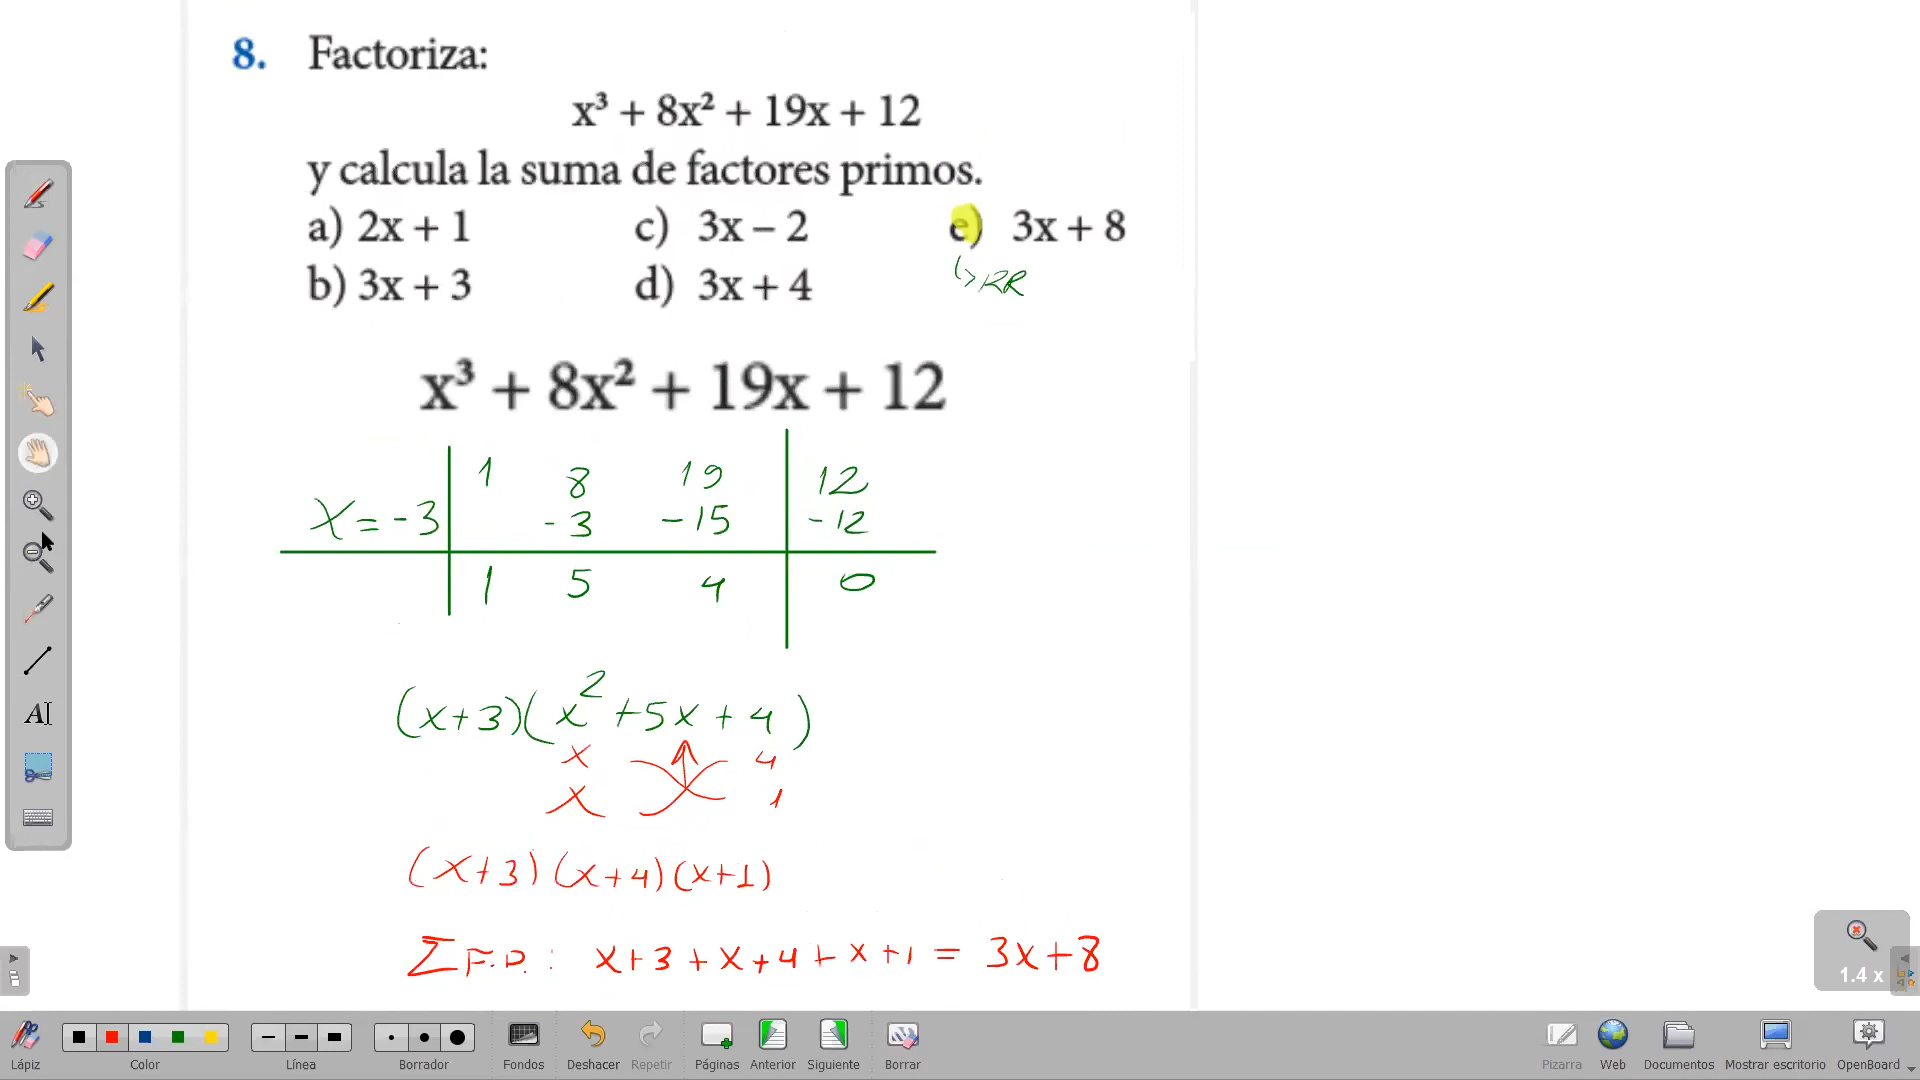 8. Factoriza:
x³ + 8x² + 19x + 12
y calcula la suma de factores primos.
a) 2x + 1 c) 3x – 2 e) 3x + 8
b) 3x + 3 d) 3x + 4
↳ RR
x³ + 8x² + 19x + 12
1 8 19 12
x = -3 -3 -15 -12
1 5 4 0
(x+3)(x² +5x + 4)
x 4
x 1
(x+3) (x+4) (x+1)
Σ F.P. : x+3 + x+4 + x+1 = 3x+8
1.4 x
Lápiz Color Línea Borrador Fondos Deshacer Repetir Páginas Anterior Siguiente Borrar Pizarra Web Documentos Mostrar escritorio OpenBoard